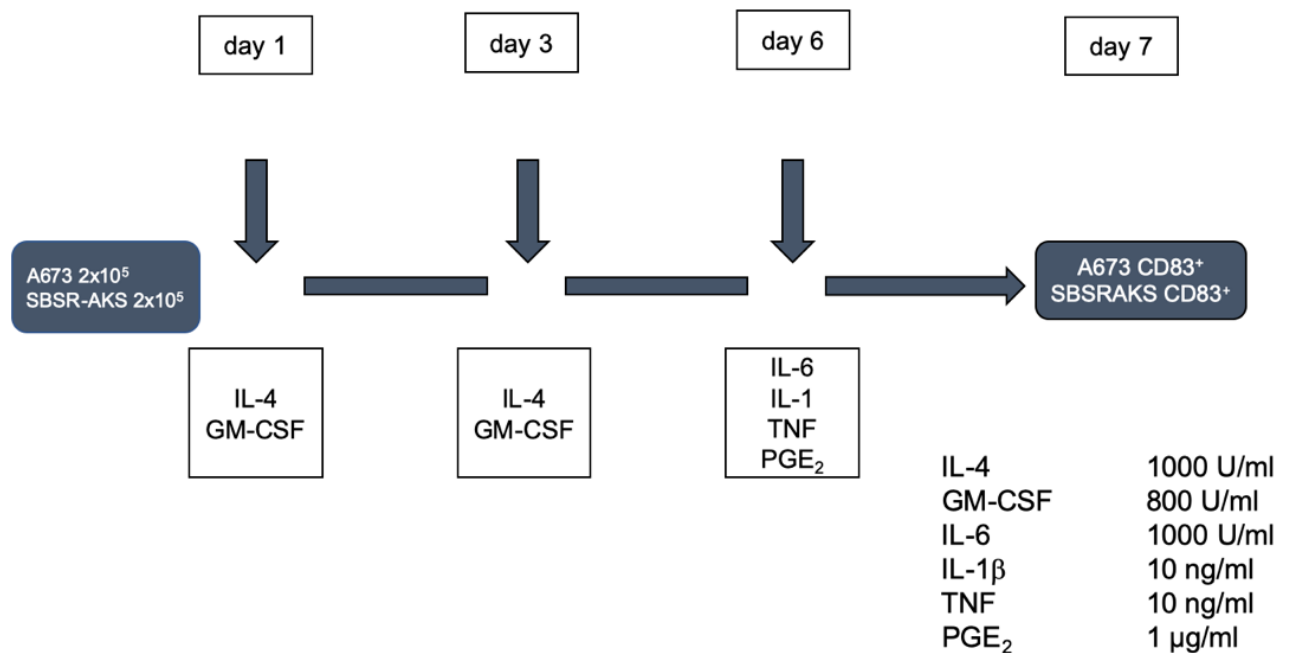 day 1
day 3
day 6
day 7
A673 2x10⁵
SBSR-AKS 2x10⁵
A673 CD83⁺
SBSRAKS CD83⁺
IL-4
GM-CSF
IL-4
GM-CSF
IL-6
IL-1
TNF
PGE₂
IL-4 1000 U/ml
GM-CSF 800 U/ml
IL-6 1000 U/ml
IL-1β 10 ng/ml
TNF 10 ng/ml
PGE₂ 1 µg/ml